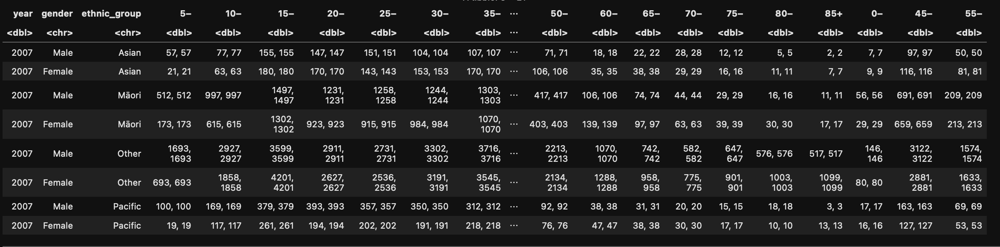 year gender ethnic_group 5– 10– 15– 20– 25– 30– 35– ⋯ 50– 60– 65– 70– 75– 80– 85+ 0– 45– 55–
<dbl> <chr> <chr> <dbl> <dbl> <dbl> <dbl> <dbl> <dbl> <dbl> ⋯ <dbl> <dbl> <dbl> <dbl> <dbl> <dbl> <dbl> <dbl> <dbl> <dbl>
2007 Male Asian 57, 57 77, 77 155, 155 147, 147 151, 151 104, 104 107, 107 ⋯ 71, 71 18, 18 22, 22 28, 28 12, 12 5, 5 2, 2 7, 7 97, 97 50, 50
2007 Female Asian 21, 21 63, 63 180, 180 170, 170 143, 143 153, 153 170, 170 ⋯ 106, 106 35, 35 38, 38 29, 29 16, 16 11, 11 7, 7 9, 9 116, 116 81, 81
2007 Male Māori 512, 512 997, 997 1497, 1497 1231, 1231 1258, 1258 1244, 1244 1303, 1303 ⋯ 417, 417 106, 106 74, 74 44, 44 29, 29 16, 16 11, 11 56, 56 691, 691 209, 209
2007 Female Māori 173, 173 615, 615 1302, 1302 923, 923 915, 915 984, 984 1070, 1070 ⋯ 403, 403 139, 139 97, 97 63, 63 39, 39 30, 30 17, 17 29, 29 659, 659 213, 213
2007 Male Other 1693, 1693 2927, 2927 3599, 3599 2911, 2911 2731, 2731 3302, 3302 3716, 3716 ⋯ 2213, 2213 1070, 1070 742, 742 582, 582 647, 647 576, 576 517, 517 146, 146 3122, 3122 1574, 1574
2007 Female Other 693, 693 1858, 1858 4201, 4201 2627, 2627 2536, 2536 3191, 3191 3545, 3545 ⋯ 2134, 2134 1288, 1288 958, 958 775, 775 901, 901 1003, 1003 1099, 1099 80, 80 2881, 2881 1633, 1633
2007 Male Pacific 100, 100 169, 169 379, 379 393, 393 357, 357 350, 350 312, 312 ⋯ 92, 92 38, 38 31, 31 20, 20 15, 15 18, 18 3, 3 17, 17 163, 163 69, 69
2007 Female Pacific 19, 19 117, 117 261, 261 194, 194 202, 202 191, 191 218, 218 ⋯ 76, 76 47, 47 38, 38 30, 30 17, 17 10, 10 13, 13 16, 16 127, 127 53, 53